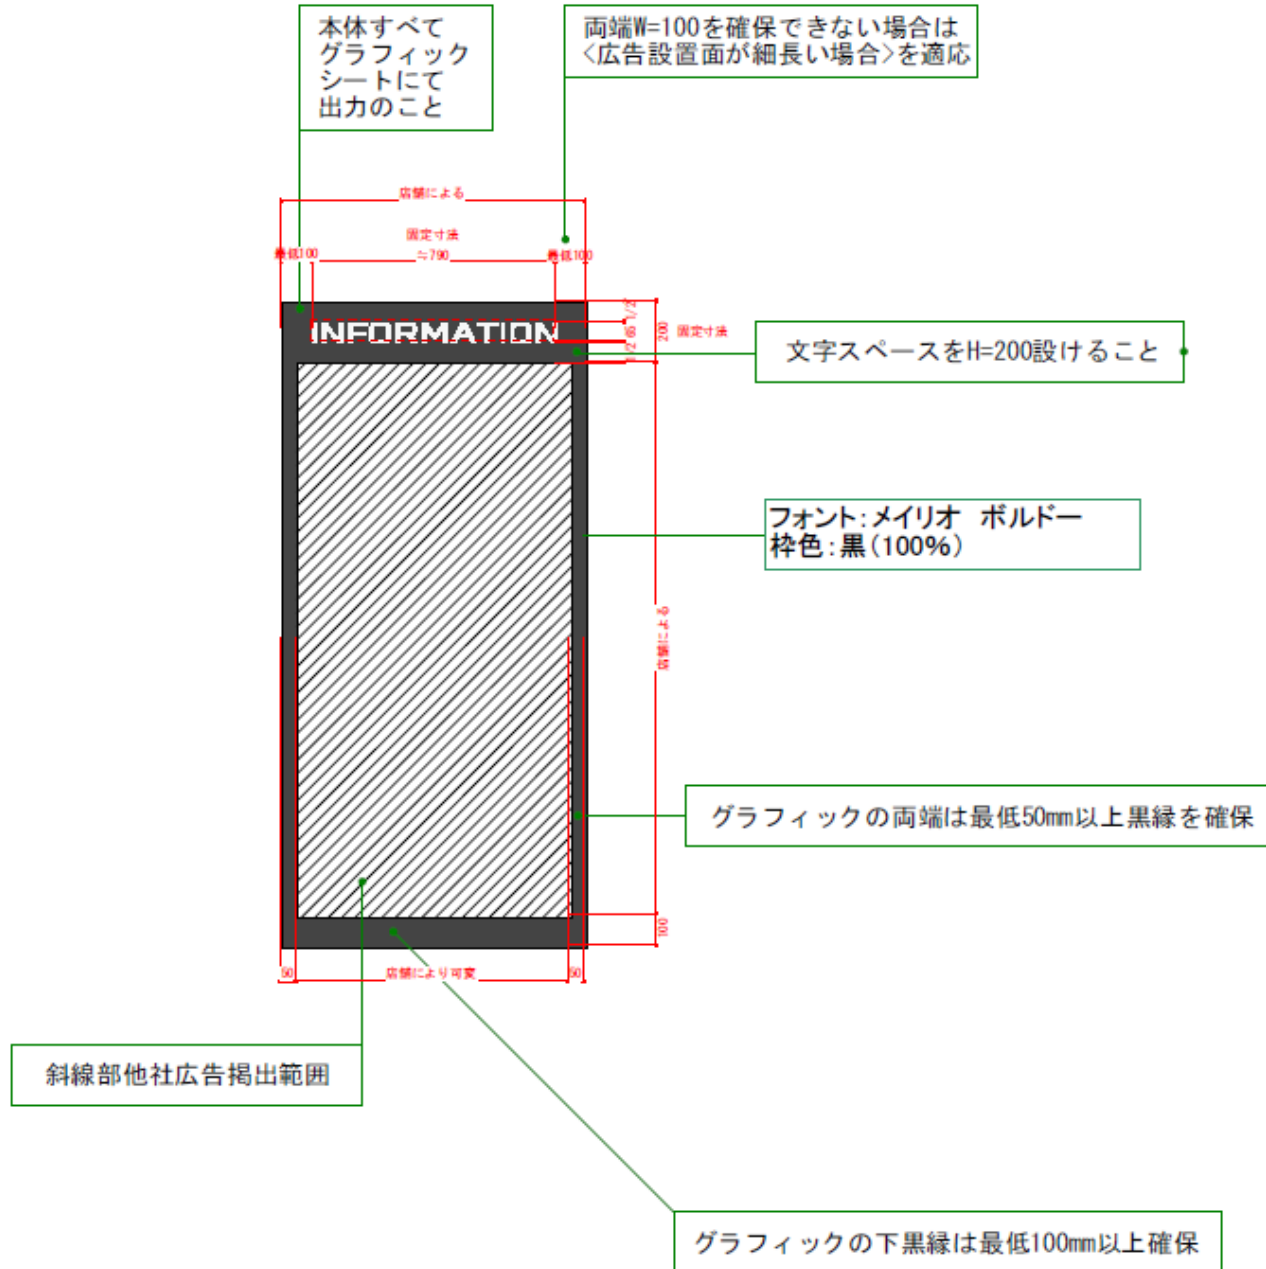 本体すべて
グラフィック
シートにて
出力のこと
両端W=100を確保できない場合は
<広告設置面が細長い場合>を適応
店舗による
固定寸法
最低100
≒790
最低100
INFORMATION
1/2 65 1/2
200
固定寸法
文字スペースをH=200設けること
フォント:メイリオ ボルドー
枠色:黒(100%)
店舗による
グラフィックの両端は最低50mm以上黒縁を確保
100
50
店舗により可変
50
斜線部他社広告掲出範囲
グラフィックの下黒縁は最低100mm以上確保